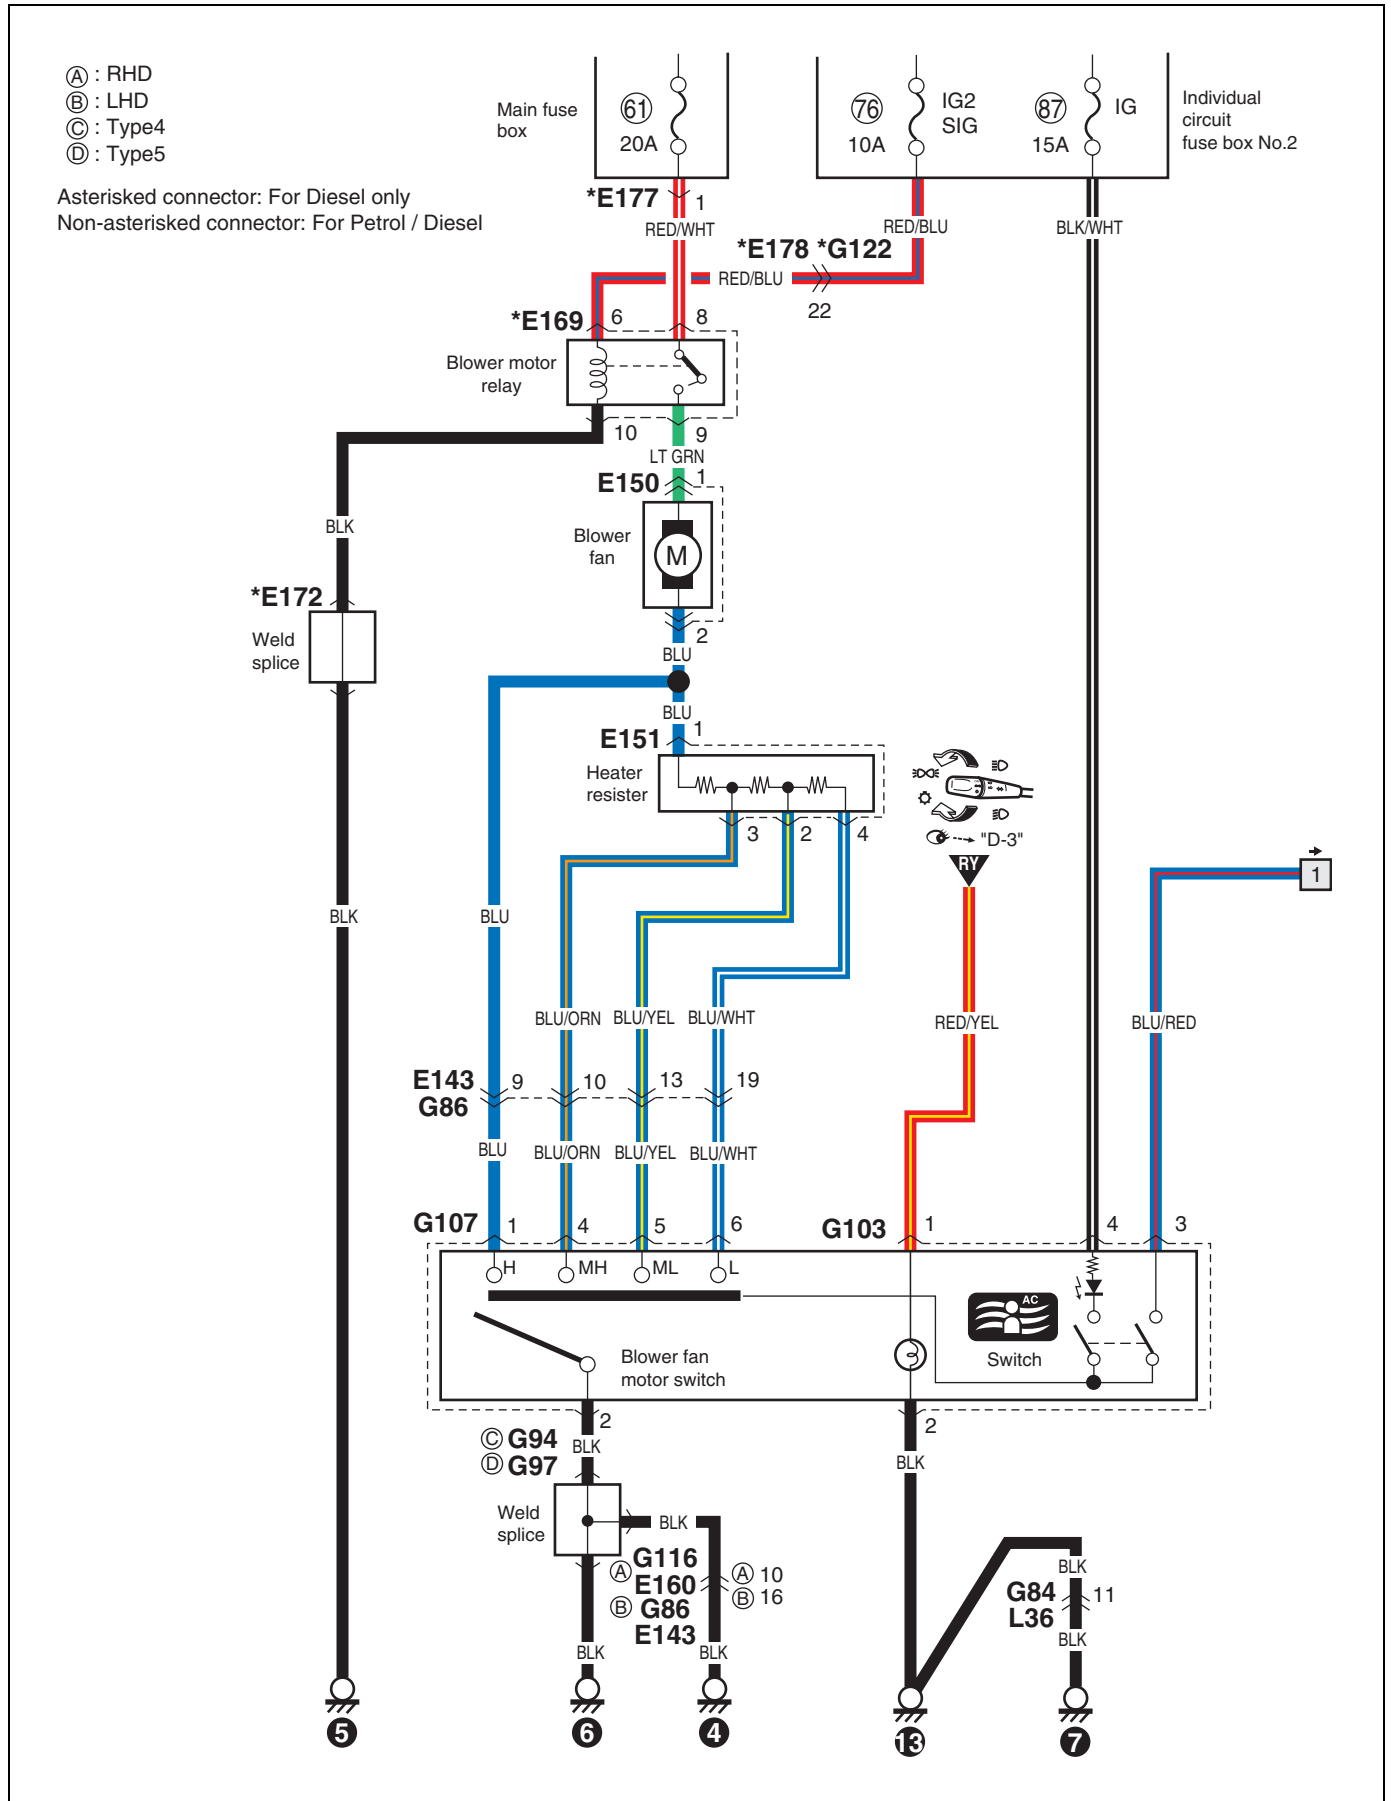 Ⓐ : RHD
Ⓑ : LHD
Ⓒ : Type4
Ⓓ : Type5
Asterisked connector: For Diesel only
Non-asterisked connector: For Petrol / Diesel
Main fuse
box
61
20A
76
10A
IG2
SIG
87
15A
IG
Individual
circuit
fuse box No.2
*E177
1
RED/WHT
RED/BLU
BLK/WHT
*E178 *G122
RED/BLU
22
*E169
6
8
Blower motor
relay
10
9
LT GRN
E150
1
BLK
Blower
fan
M
*E172
2
Weld
splice
BLU
BLU
E151
1
Heater
resister
3
2
4
"D-3"
RY
1
BLK
BLU
BLU/ORN
BLU/YEL
BLU/WHT
RED/YEL
BLU/RED
E143
G86
9
10
13
19
BLU
BLU/ORN
BLU/YEL
BLU/WHT
G107
1
4
5
6
G103
1
4
3
H
MH
ML
L
AC
Switch
Blower fan
motor switch
2
2
Ⓒ G94
Ⓓ G97
BLK
BLK
Weld
splice
BLK
Ⓐ G116
E160
Ⓑ G86
E143
Ⓐ 10
Ⓑ 16
BLK
G84
L36
11
BLK
BLK
BLK
5
6
4
13
7